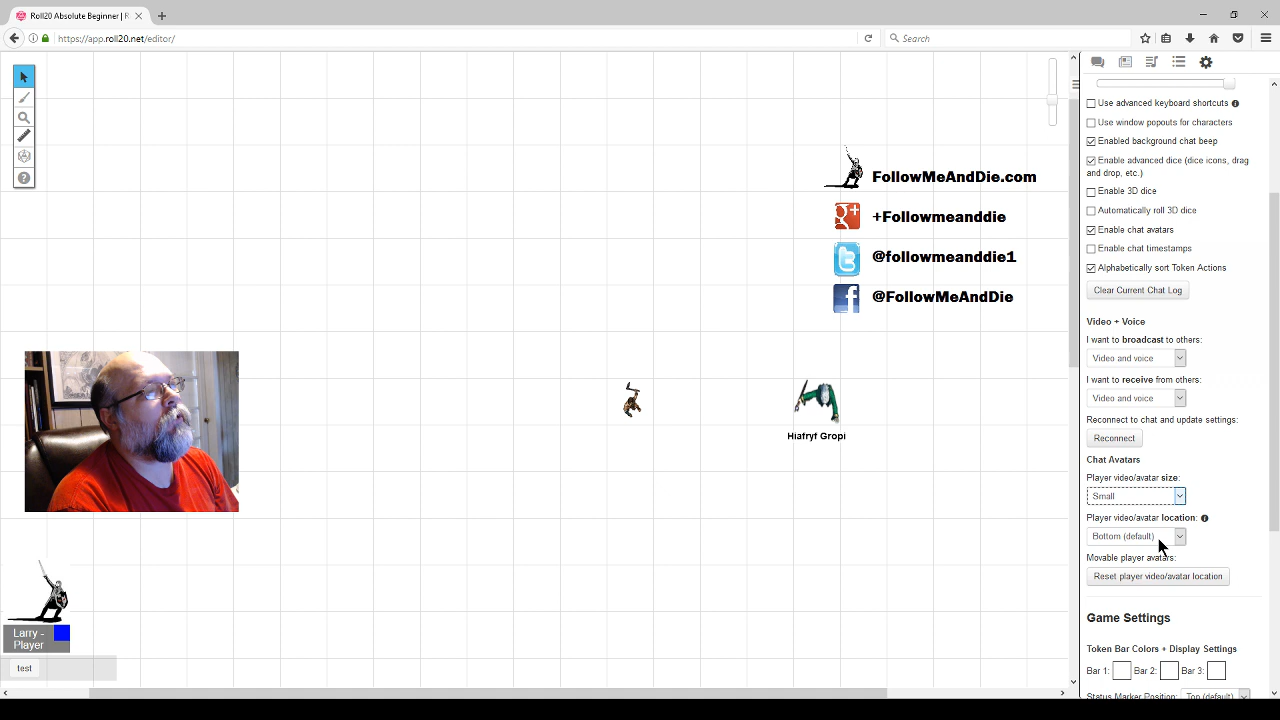 Roll20 Absolute Beginner | R
https://app.roll20.net/editor/
Search
Use advanced keyboard shortcuts
Use window popouts for characters
Enabled background chat beep
Enable advanced dice (dice icons, drag
and drop, etc.)
Enable 3D dice
Automatically roll 3D dice
Enable chat avatars
Enable chat timestamps
Alphabetically sort Token Actions
Clear Current Chat Log
Video + Voice
I want to broadcast to others:
Video and voice
I want to receive from others:
Video and voice
Reconnect to chat and update settings:
Reconnect
Chat Avatars
Player video/avatar size:
Small
Player video/avatar location:
Bottom (default)
Movable player avatars:
Reset player video/avatar location
Game Settings
Token Bar Colors + Display Settings
Bar 1: Bar 2: Bar 3:
Status Marker Position: Top (default)
FollowMeAndDie.com
+Followmeanddie
@followmeanddie1
@FollowMeAndDie
Hiafryf Gropi
Larry -
Player
test